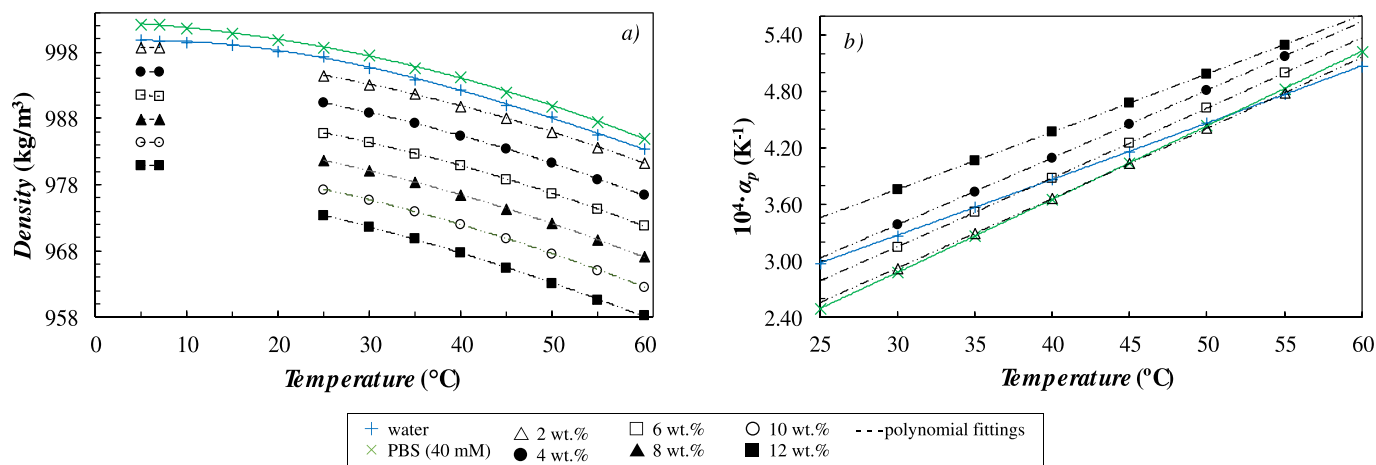 a)
998
988
978
968
958
Density (kg/m³)
0 10 20 30 40 50 60
Temperature (°C)
b)
5.40
4.80
4.20
3.60
3.00
2.40
10⁴·αₚ (K⁻¹)
25 30 35 40 45 50 55 60
Temperature (ºC)
water 2 wt.% 6 wt.% 10 wt.% polynomial fittings
PBS (40 mM) 4 wt.% 8 wt.% 12 wt.%